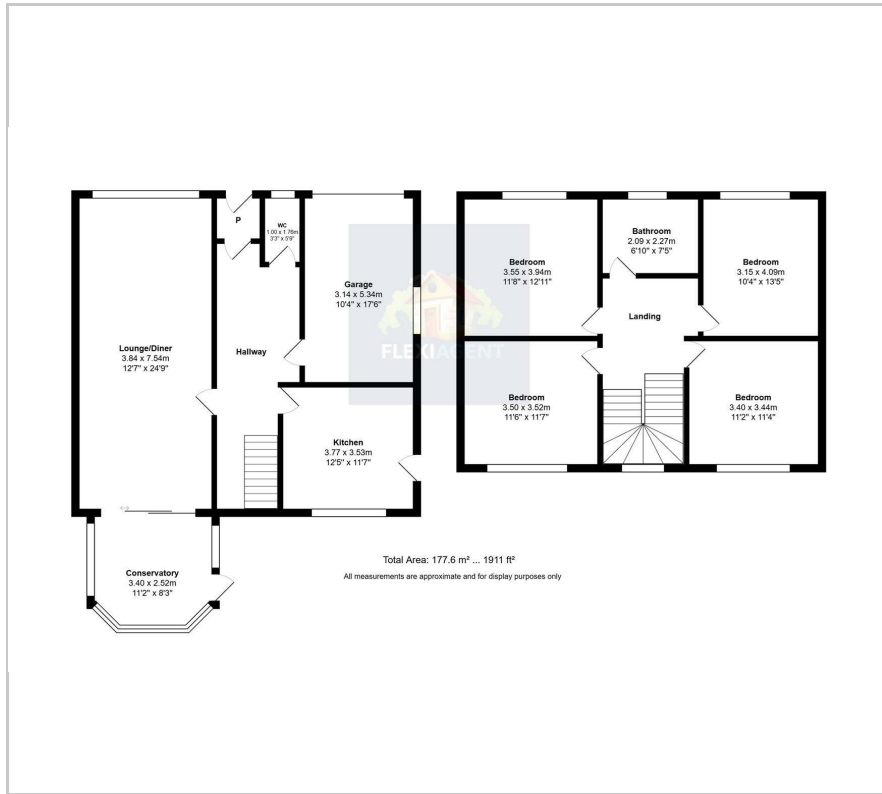 P
WC
1.00 x 1.76m
3'3" x 5'9"
Garage
3.14 x 5.34m
10'4" x 17'6"
Lounge/Diner
3.84 x 7.54m
12'7" x 24'9"
Hallway
Kitchen
3.77 x 3.53m
12'5" x 11'7"
Conservatory
3.40 x 2.52m
11'2" x 8'3"
Bedroom
3.55 x 3.94m
11'8" x 12'11"
Bathroom
2.09 x 2.27m
6'10" x 7'5"
Bedroom
3.15 x 4.09m
10'4" x 13'5"
Landing
Bedroom
3.50 x 3.52m
11'6" x 11'7"
Bedroom
3.40 x 3.44m
11'2" x 11'4"
FLEXIAGENT
Total Area: 177.6 m² ... 1911 ft²
All measurements are approximate and for display purposes only